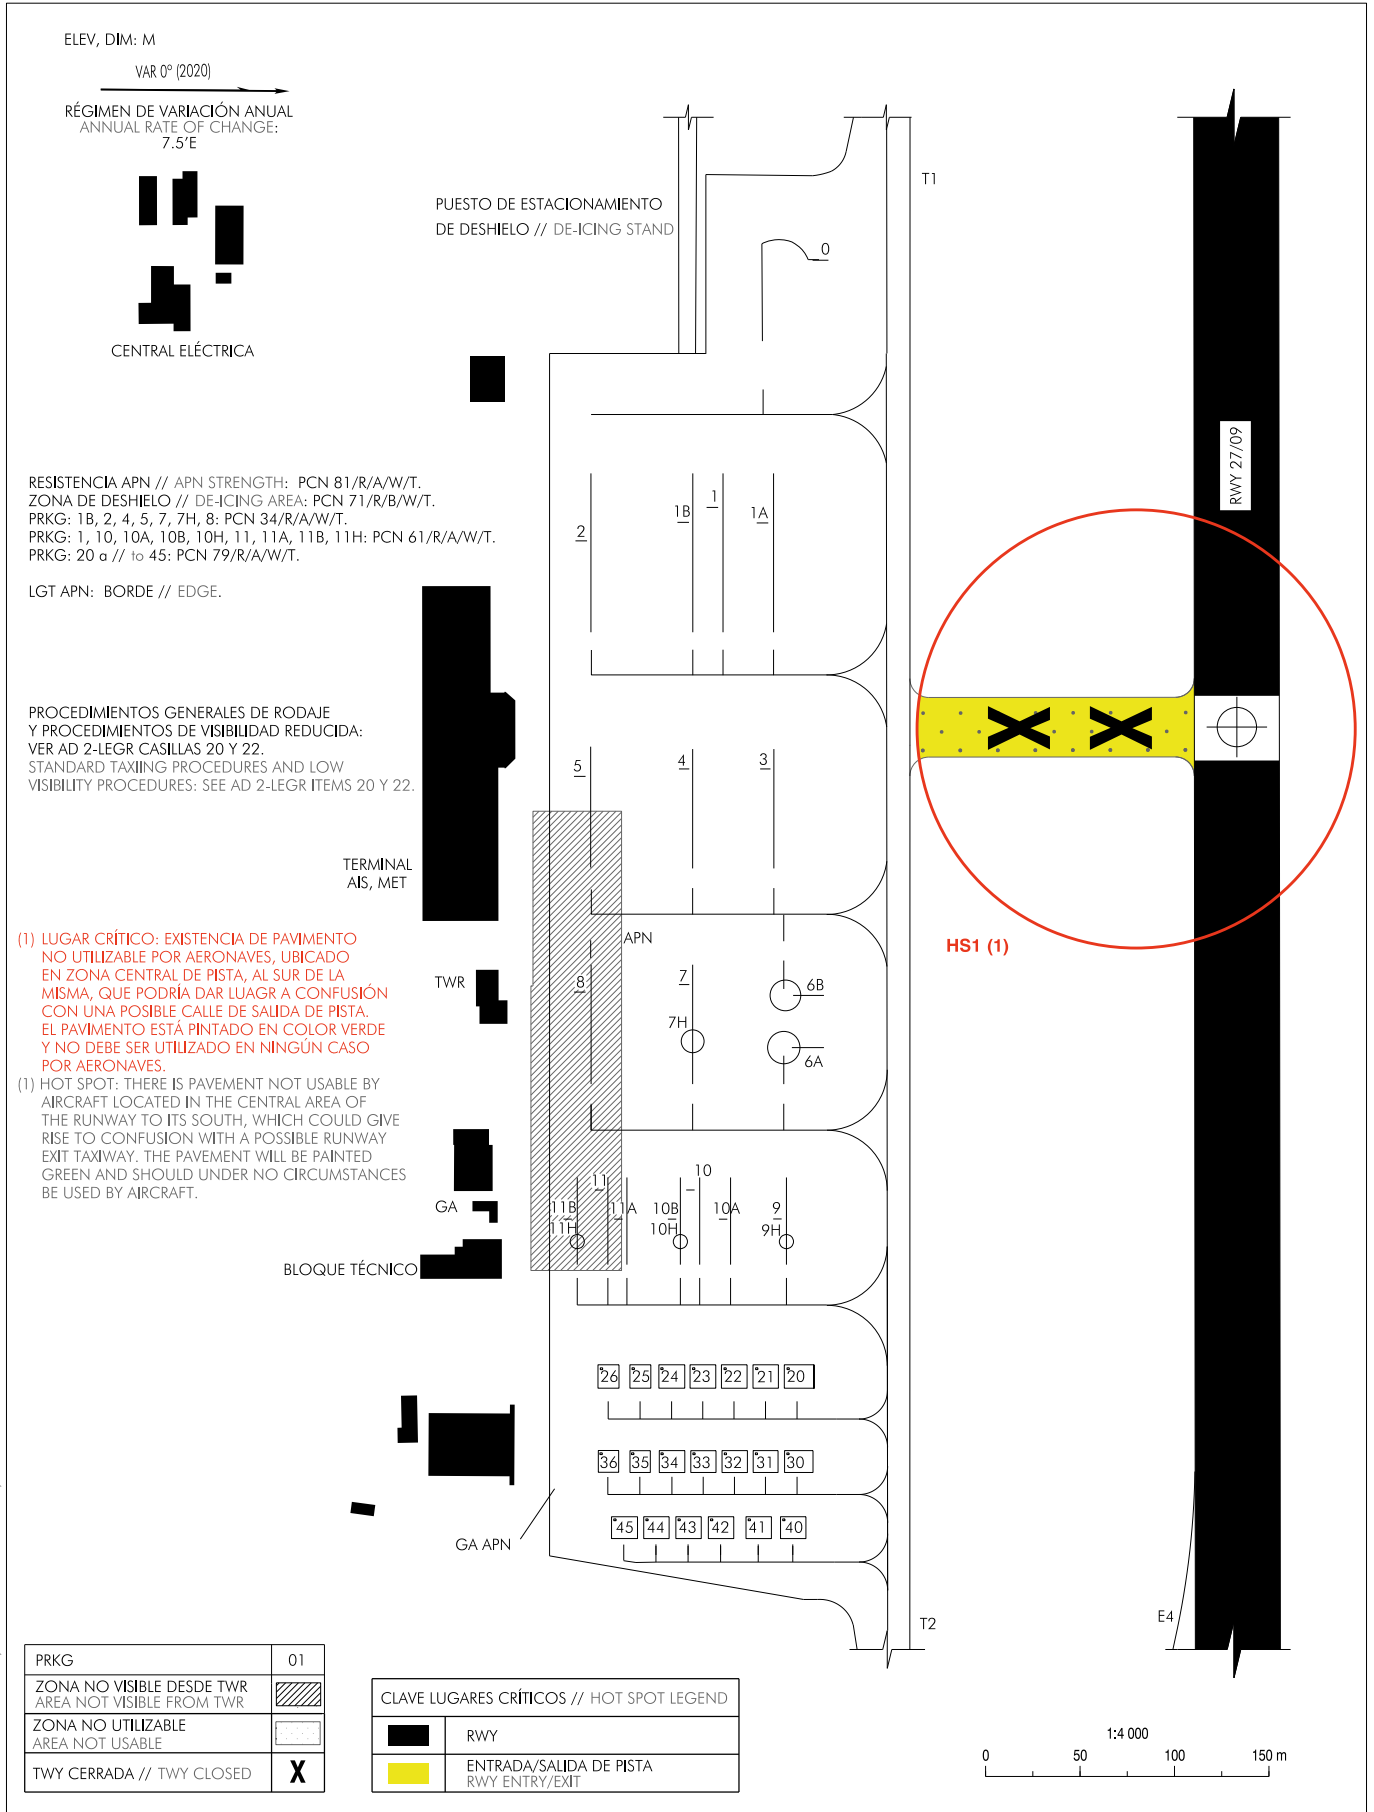 ELEV, DIM: M
VAR 0° (2020)
RÉGIMEN DE VARIACIÓN ANUAL
ANNUAL RATE OF CHANGE:
7.5'E
CENTRAL ELÉCTRICA
PUESTO DE ESTACIONAMIENTO
DE DESHIELO // DE-ICING STAND
0
T1
RWY 27/09
RESISTENCIA APN // APN STRENGTH: PCN 81/R/A/W/T.
ZONA DE DESHIELO // DE-ICING AREA: PCN 71/R/B/W/T.
PRKG: 1B, 2, 4, 5, 7, 7H, 8: PCN 34/R/A/W/T.
PRKG: 1, 10, 10A, 10B, 10H, 11, 11A, 11B, 11H: PCN 61/R/A/W/T.
PRKG: 20 a // to 45: PCN 79/R/A/W/T.
LGT APN: BORDE // EDGE.
2
1B
1
1A
PROCEDIMIENTOS GENERALES DE RODAJE
Y PROCEDIMIENTOS DE VISIBILIDAD REDUCIDA:
VER AD 2-LEGR CASILLAS 20 Y 22.
STANDARD TAXIING PROCEDURES AND LOW
VISIBILITY PROCEDURES: SEE AD 2-LEGR ITEMS 20 Y 22.
X X
5
4
3
TERMINAL
AIS, MET
APN
HS1 (1)
(1) LUGAR CRÍTICO: EXISTENCIA DE PAVIMENTO
NO UTILIZABLE POR AERONAVES, UBICADO
EN ZONA CENTRAL DE PISTA, AL SUR DE LA
MISMA, QUE PODRÍA DAR LUAGR A CONFUSIÓN
CON UNA POSIBLE CALLE DE SALIDA DE PISTA.
EL PAVIMENTO ESTÁ PINTADO EN COLOR VERDE
Y NO DEBE SER UTILIZADO EN NINGÚN CASO
POR AERONAVES.
(1) HOT SPOT: THERE IS PAVEMENT NOT USABLE BY
AIRCRAFT LOCATED IN THE CENTRAL AREA OF
THE RUNWAY TO ITS SOUTH, WHICH COULD GIVE
RISE TO CONFUSION WITH A POSSIBLE RUNWAY
EXIT TAXIWAY. THE PAVEMENT WILL BE PAINTED
GREEN AND SHOULD UNDER NO CIRCUMSTANCES
BE USED BY AIRCRAFT.
TWR
8
7
7H
6B
6A
GA
BLOQUE TÉCNICO
11
10
11B
11A
10B
10A
9
11H
10H
9H
26 25 24 23 22 21 20
36 35 34 33 32 31 30
45 44 43 42 41 40
GA APN
T2
E4
PRKG 01
ZONA NO VISIBLE DESDE TWR
AREA NOT VISIBLE FROM TWR
ZONA NO UTILIZABLE
AREA NOT USABLE
TWY CERRADA // TWY CLOSED X
CLAVE LUGARES CRÍTICOS // HOT SPOT LEGEND
RWY
ENTRADA/SALIDA DE PISTA
RWY ENTRY/EXIT
1:4 000
0 50 100 150 m